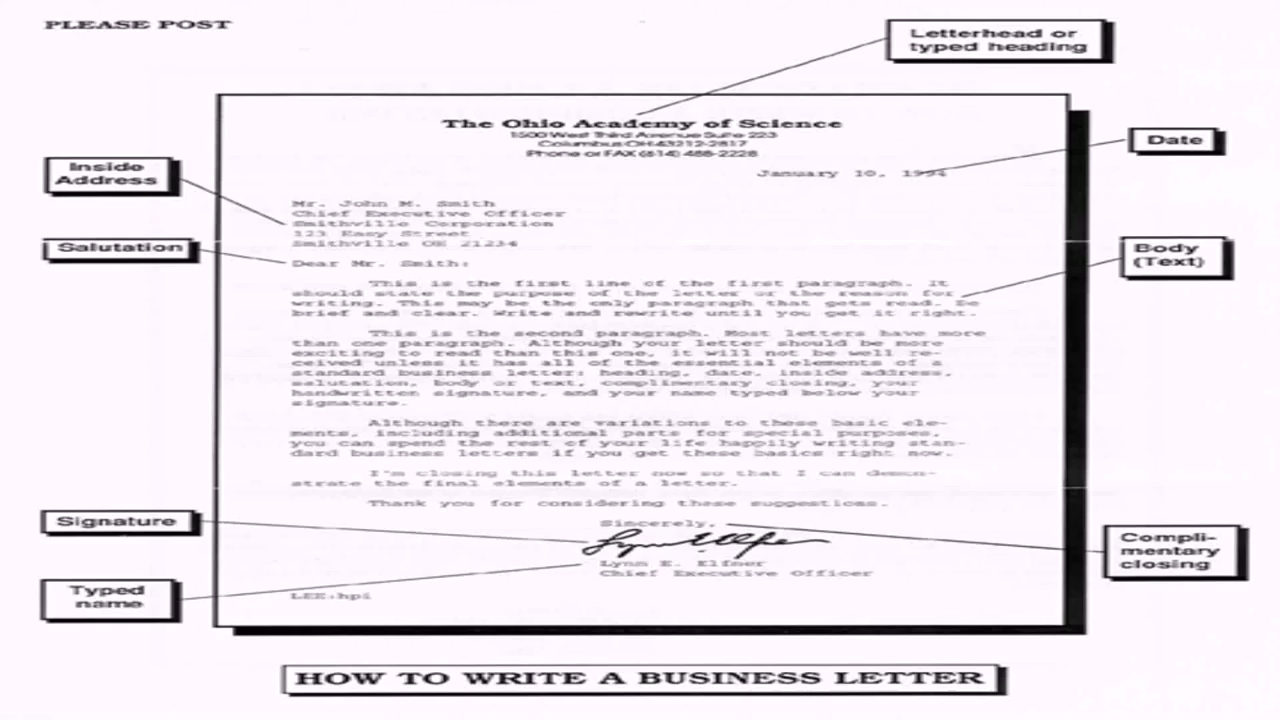 PLEASE POST
Letterhead or
typed heading
The Ohio Academy of Science
1500 West Third Avenue Suite 223
Columbus OH 43212-2817
Phone or FAX (614) 488-2228
Date
January 10, 1994
Inside
Address
Mr. John M. Smith
Chief Executive Officer
Smithville Corporation
123 Easy Street
Smithville OH 21234
Salutation
Dear Mr. Smith:
Body
(Text)
This is the first line of the first paragraph. It
should state the purpose of the letter or the reason for
writing. This may be the only paragraph that gets read. Be
brief and clear. Write and rewrite until you get it right.
This is the second paragraph. Most letters have more
than one paragraph. Although your letter should be more
exciting to read than this one, it will not be well re-
ceived unless it has all of the essential elements of a
standard business letter: heading, date, inside address,
salutation, body or text, complimentary closing, your
handwritten signature, and your name typed below your
signature.
Although there are variations to these basic ele-
ments, including additional parts for special purposes,
you can spend the rest of your life happily writing stan-
dard business letters if you get these basics right now.
I'm closing this letter now so that I can demon-
strate the final elements of a letter.
Thank you for considering these suggestions.
Signature
Sincerely,
Compli-
mentary
closing
Lynn E. Elfner
Typed
name
Lynn E. Elfner
Chief Executive Officer
LEE:hpi
HOW TO WRITE A BUSINESS LETTER